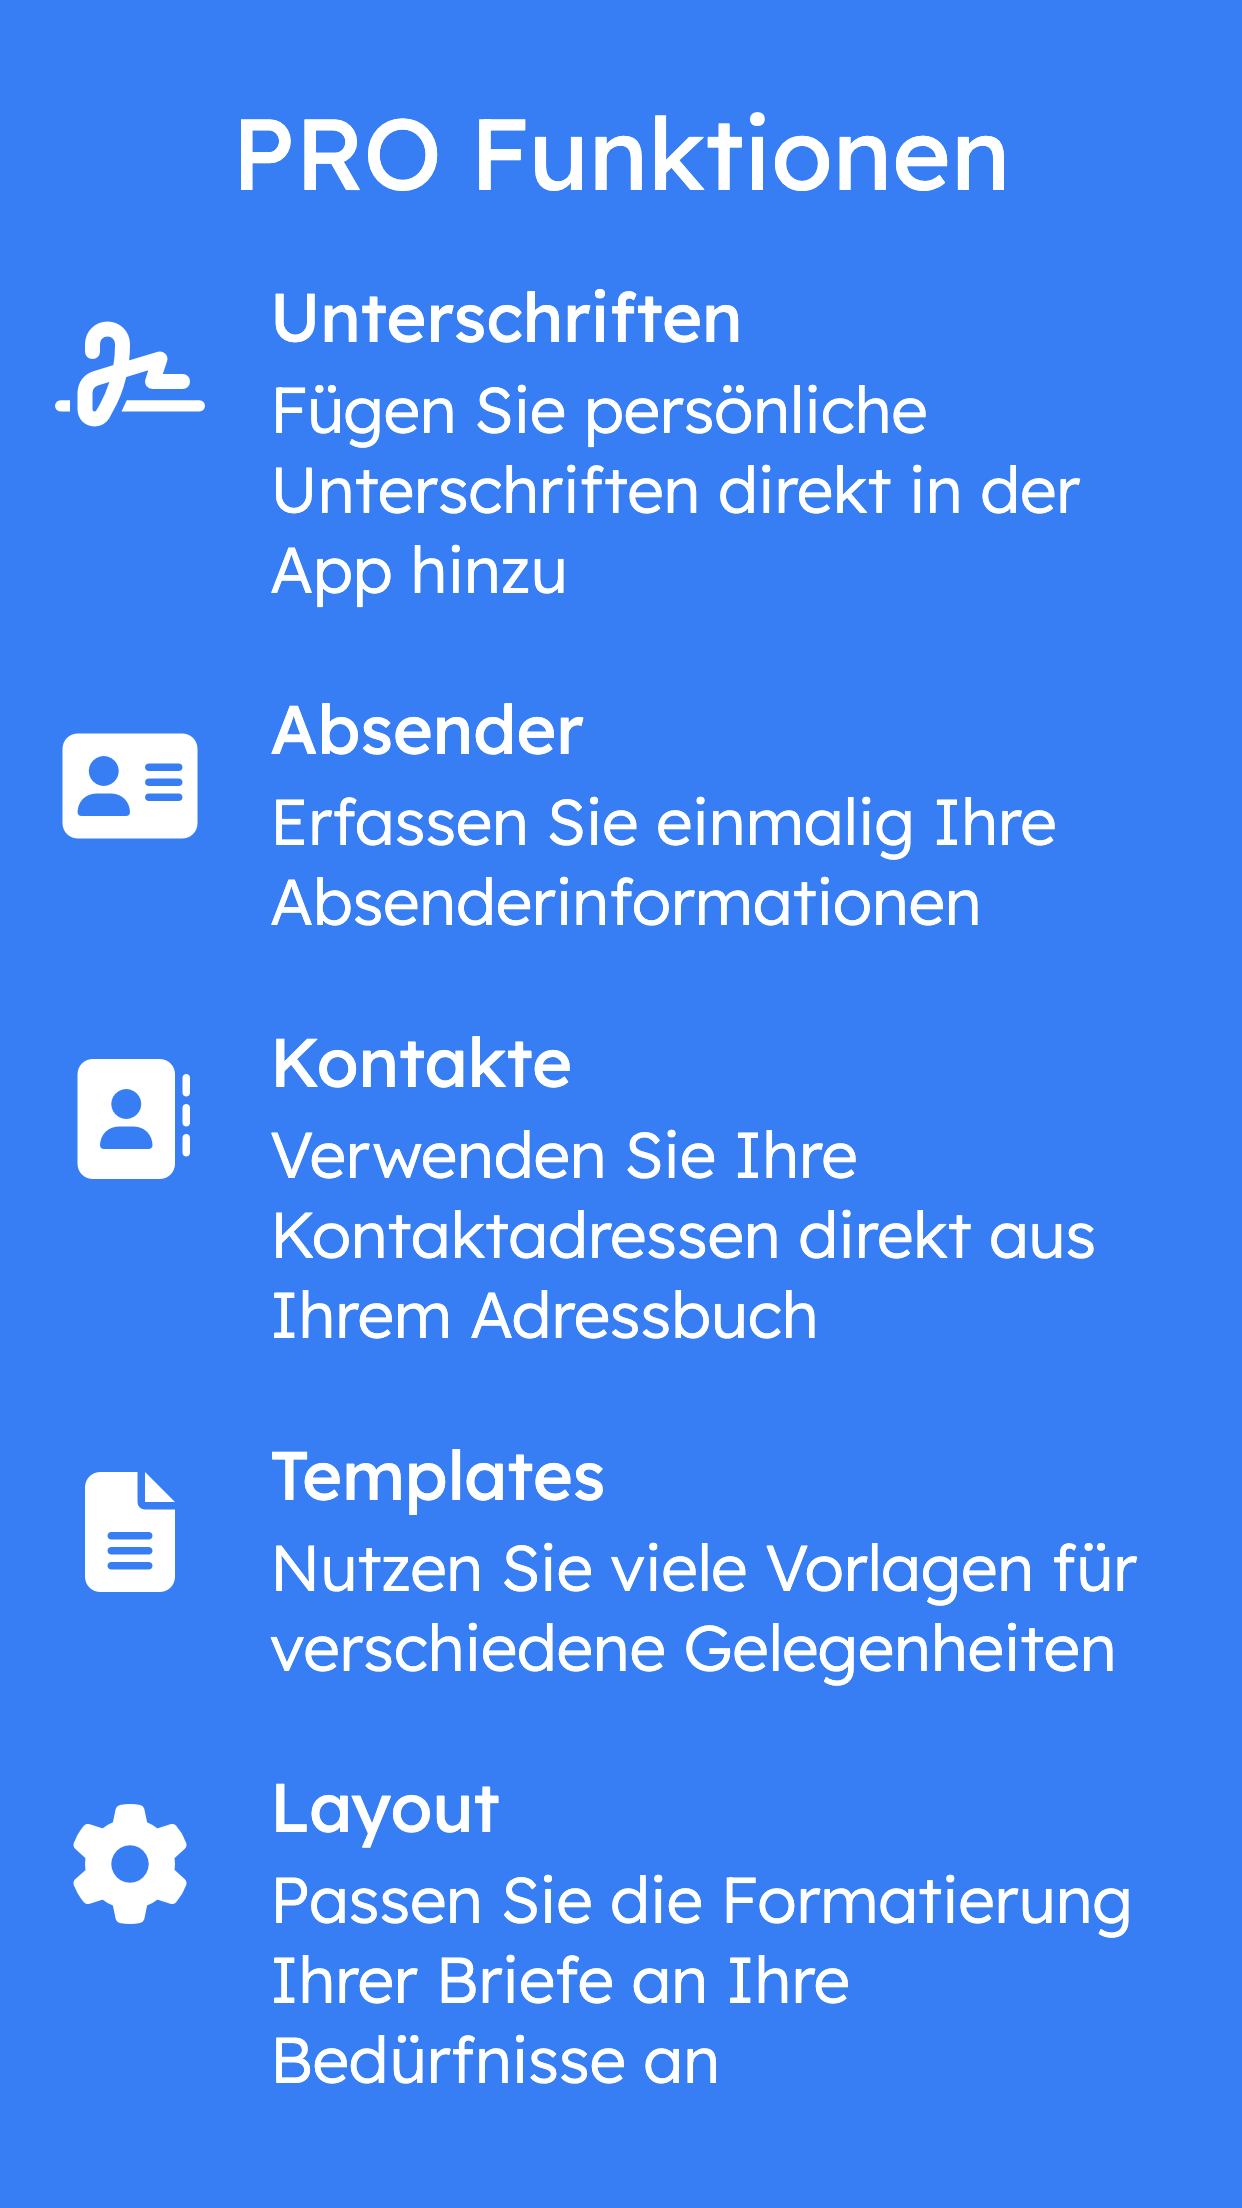 PRO Funktionen
Unterschriften
Fügen Sie persönliche
Unterschriften direkt in der
App hinzu
Absender
Erfassen Sie einmalig Ihre
Absenderinformationen
Kontakte
Verwenden Sie Ihre
Kontaktadressen direkt aus
Ihrem Adressbuch
Templates
Nutzen Sie viele Vorlagen für
verschiedene Gelegenheiten
Layout
Passen Sie die Formatierung
Ihrer Briefe an Ihre
Bedürfnisse an